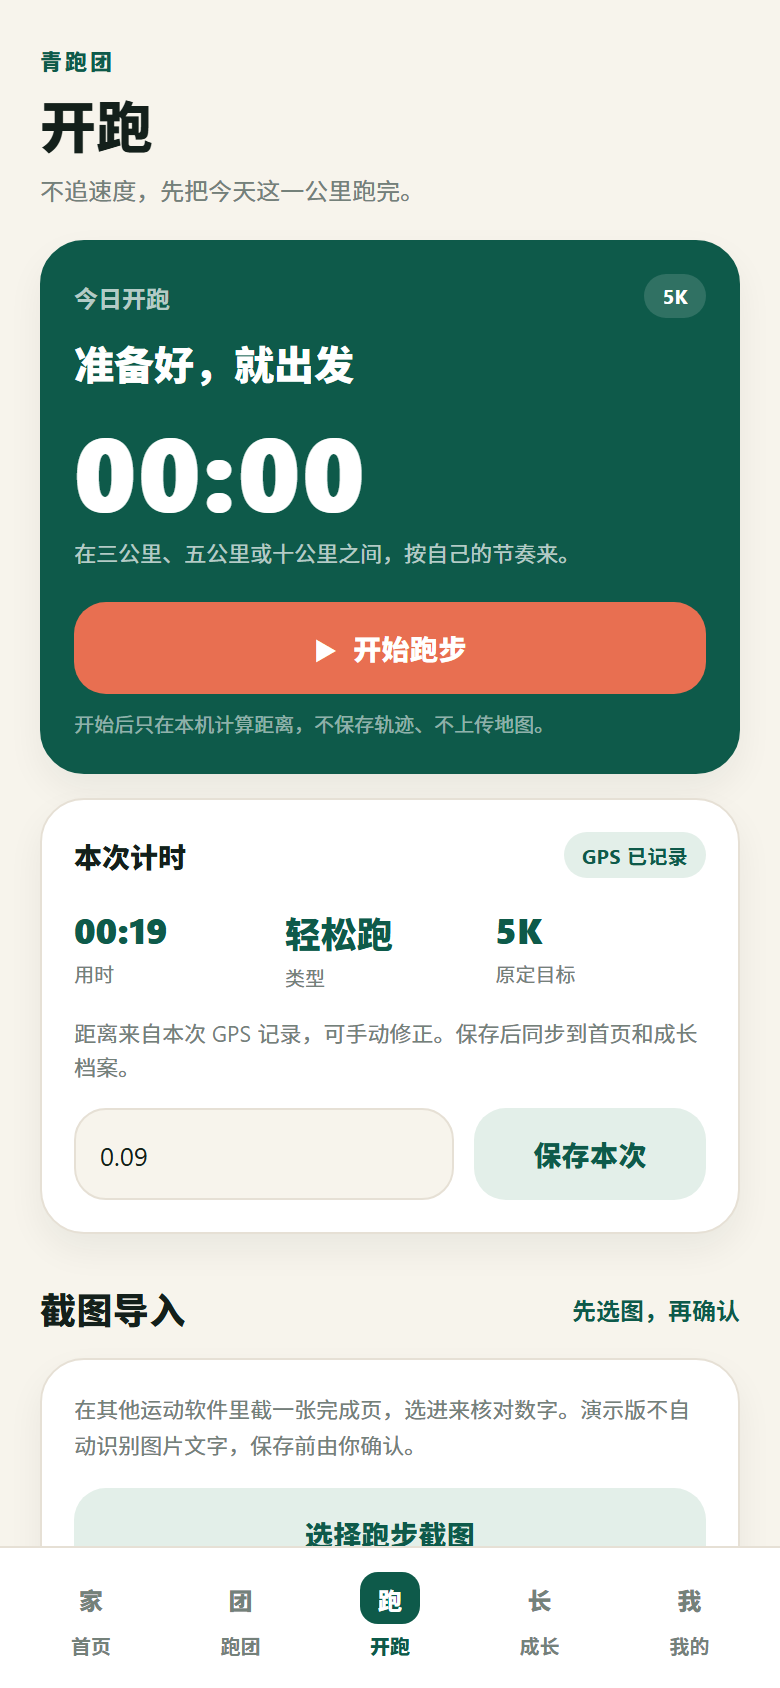 青跑团
开跑
不追速度，先把今天这一公里跑完。
今日开跑
5K
准备好，就出发
00:00
在三公里、五公里或十公里之间，按自己的节奏来。
开始跑步
开始后只在本机计算距离，不保存轨迹、不上传地图。
本次计时
GPS 已记录
00:19
轻松跑
5K
用时
类型
原定目标
距离来自本次 GPS 记录，可手动修正。保存后同步到首页和成长
档案。
0.09
保存本次
截图导入
先选图，再确认
在其他运动软件里截一张完成页，选进来核对数字。演示版不自
动识别图片文字，保存前由你确认。
选择跑步截图
家
团
跑
长
我
首页
跑团
开跑
成长
我的